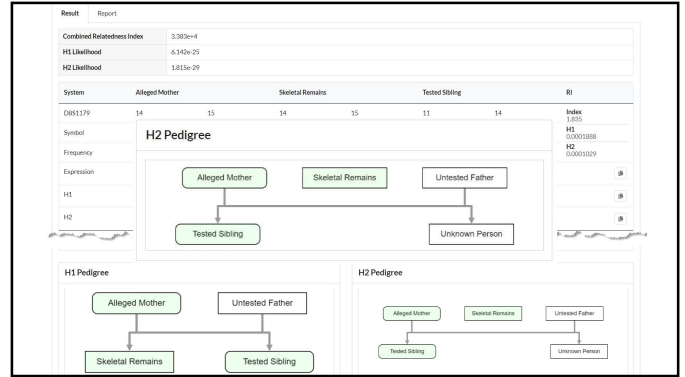 Result Report
Combined Relatedness Index 3.383e+4
H1 Likelihood 6.142e-25
H2 Likelihood 1.815e-29
System Alleged Mother Skeletal Remains Tested Sibling RI
D8S1179 14 15 14 15 11 14 Index
1.835
Symbol H1
0.0001888
Frequency H2
0.0001029
Expression
H1
H2
H2 Pedigree
Alleged Mother Skeletal Remains Untested Father
Tested Sibling Unknown Person
H1 Pedigree
Alleged Mother Untested Father
Skeletal Remains Tested Sibling
H2 Pedigree
Alleged Mother Skeletal Remains Untested Father
Tested Sibling Unknown Person